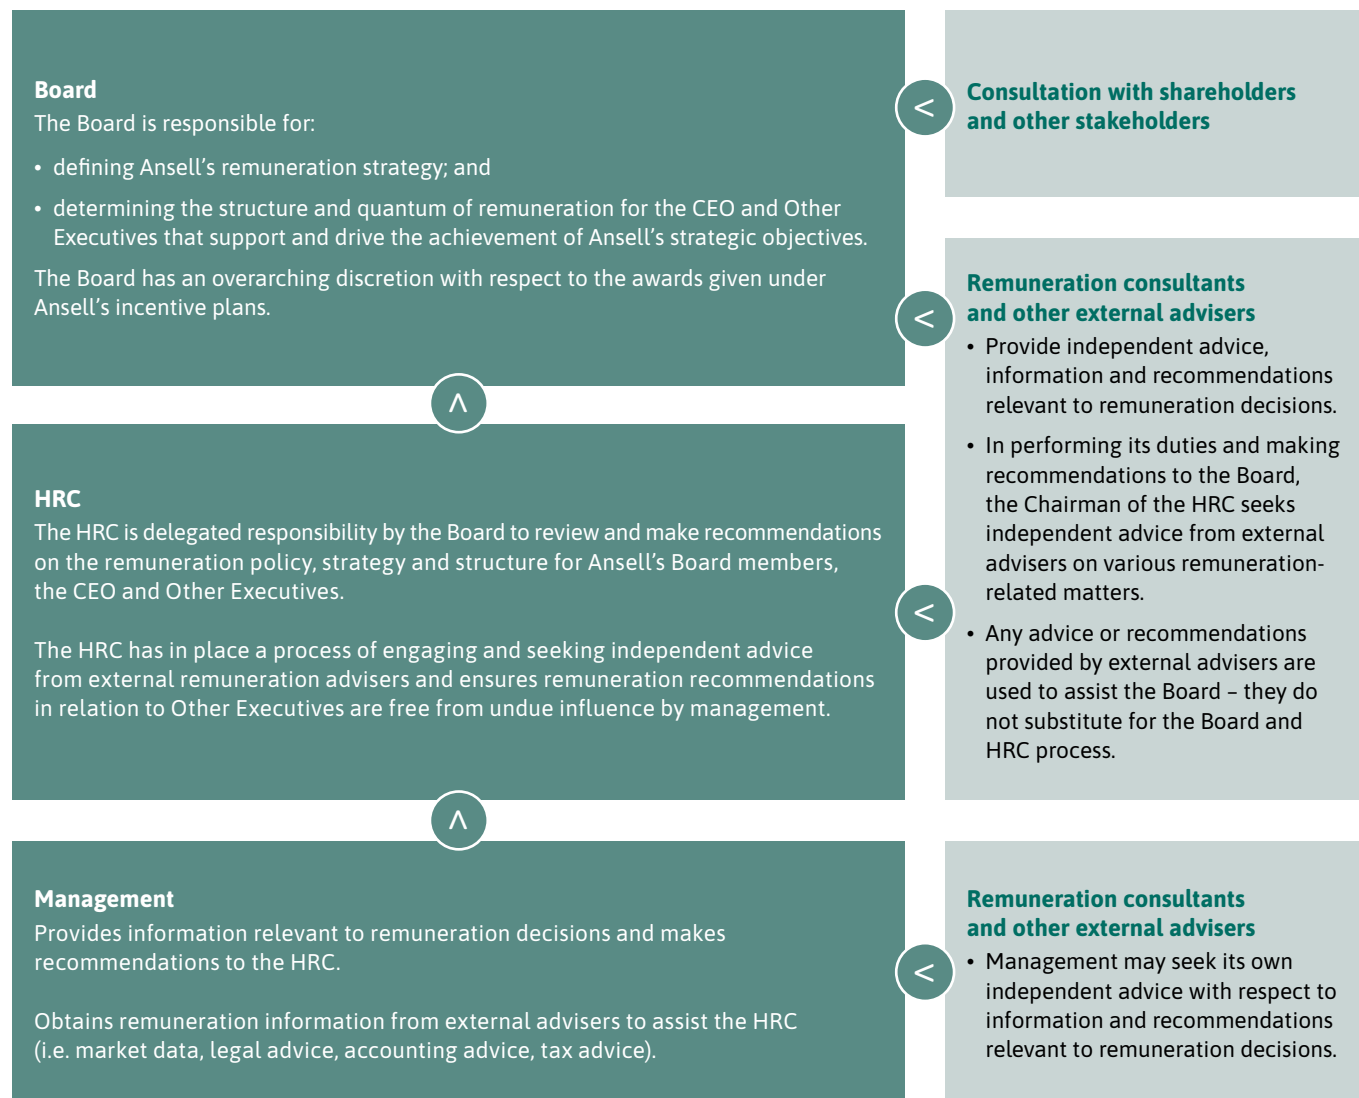 Board
The Board is responsible for:
• defining Ansell’s remuneration strategy; and
• determining the structure and quantum of remuneration for the CEO and Other
Executives that support and drive the achievement of Ansell’s strategic objectives.
The Board has an overarching discretion with respect to the awards given under
Ansell’s incentive plans.
<
Consultation with shareholders
and other stakeholders
<
Remuneration consultants
and other external advisers
• Provide independent advice,
information and recommendations
relevant to remuneration decisions.
• In performing its duties and making
recommendations to the Board,
the Chairman of the HRC seeks
independent advice from external
advisers on various remuneration-
related matters.
• Any advice or recommendations
provided by external advisers are
used to assist the Board – they do
not substitute for the Board and
HRC process.
<
HRC
The HRC is delegated responsibility by the Board to review and make recommendations
on the remuneration policy, strategy and structure for Ansell’s Board members,
the CEO and Other Executives.
The HRC has in place a process of engaging and seeking independent advice
from external remuneration advisers and ensures remuneration recommendations
in relation to Other Executives are free from undue influence by management.
<
<
Management
Provides information relevant to remuneration decisions and makes
recommendations to the HRC.
Obtains remuneration information from external advisers to assist the HRC
(i.e. market data, legal advice, accounting advice, tax advice).
<
Remuneration consultants
and other external advisers
• Management may seek its own
independent advice with respect to
information and recommendations
relevant to remuneration decisions.